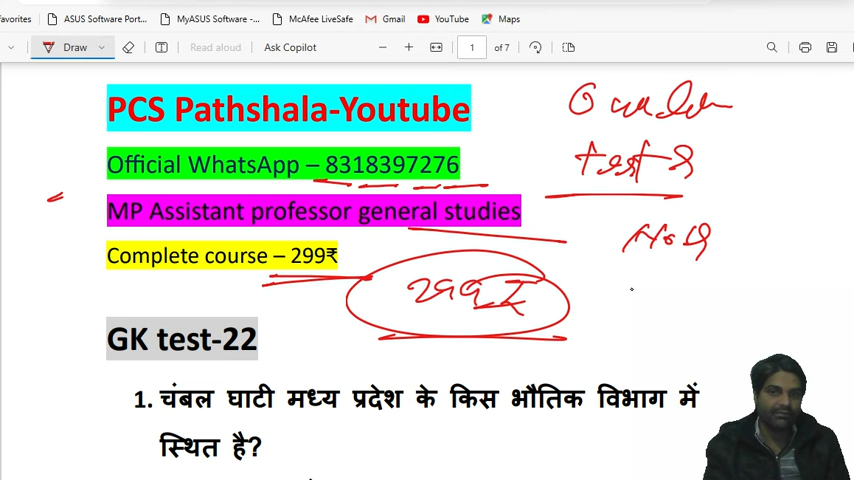 avorites ASUS Software Port... MyASUS Software -... McAfee LiveSafe Gmail YouTube Maps
Draw Read aloud Ask Copilot 1 of 7
PCS Pathshala-Youtube
Official WhatsApp – 8318397276
MP Assistant professor general studies
Complete course – 299₹
GK test-22
1. चंबल घाटी मध्य प्रदेश के किस भौतिक विभाग में
स्थित है?